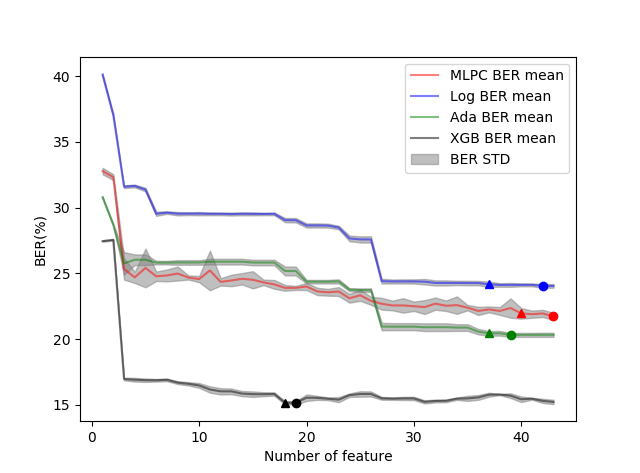 MLPC BER mean
Log BER mean
Ada BER mean
XGB BER mean
BER STD
BER(%)
40
35
30
25
20
15
0
10
20
30
40
Number of feature